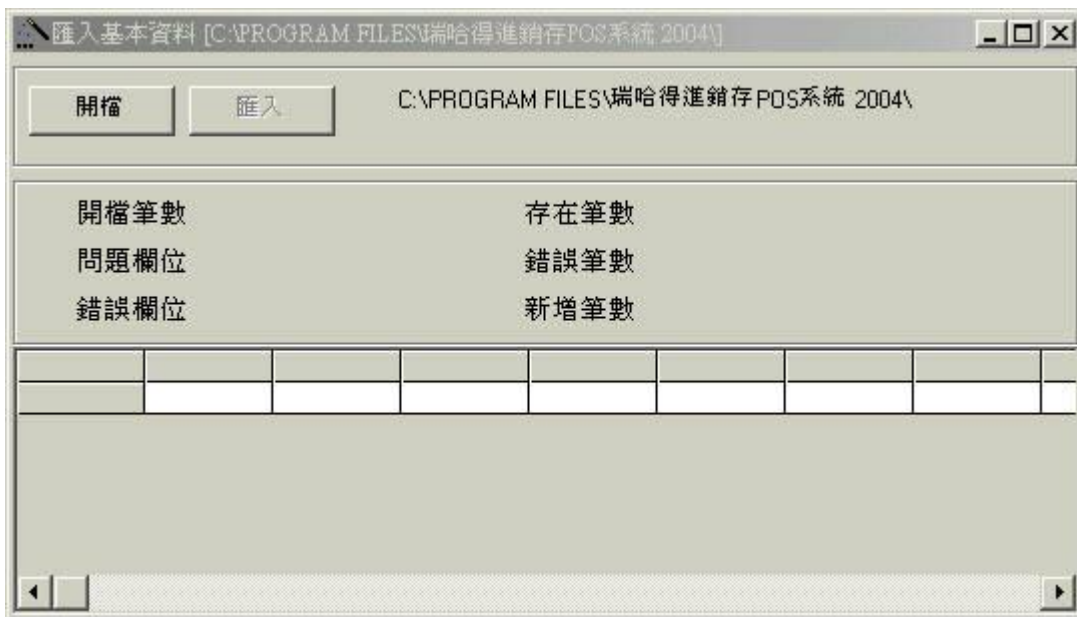 匯入基本資料 [C:\PROGRAM FILES\瑞哈得進銷存POS系統 2004\]
開檔 匯入 C:\PROGRAM FILES\瑞哈得進銷存POS系統 2004\
開檔筆數 存在筆數
問題欄位 錯誤筆數
錯誤欄位 新增筆數